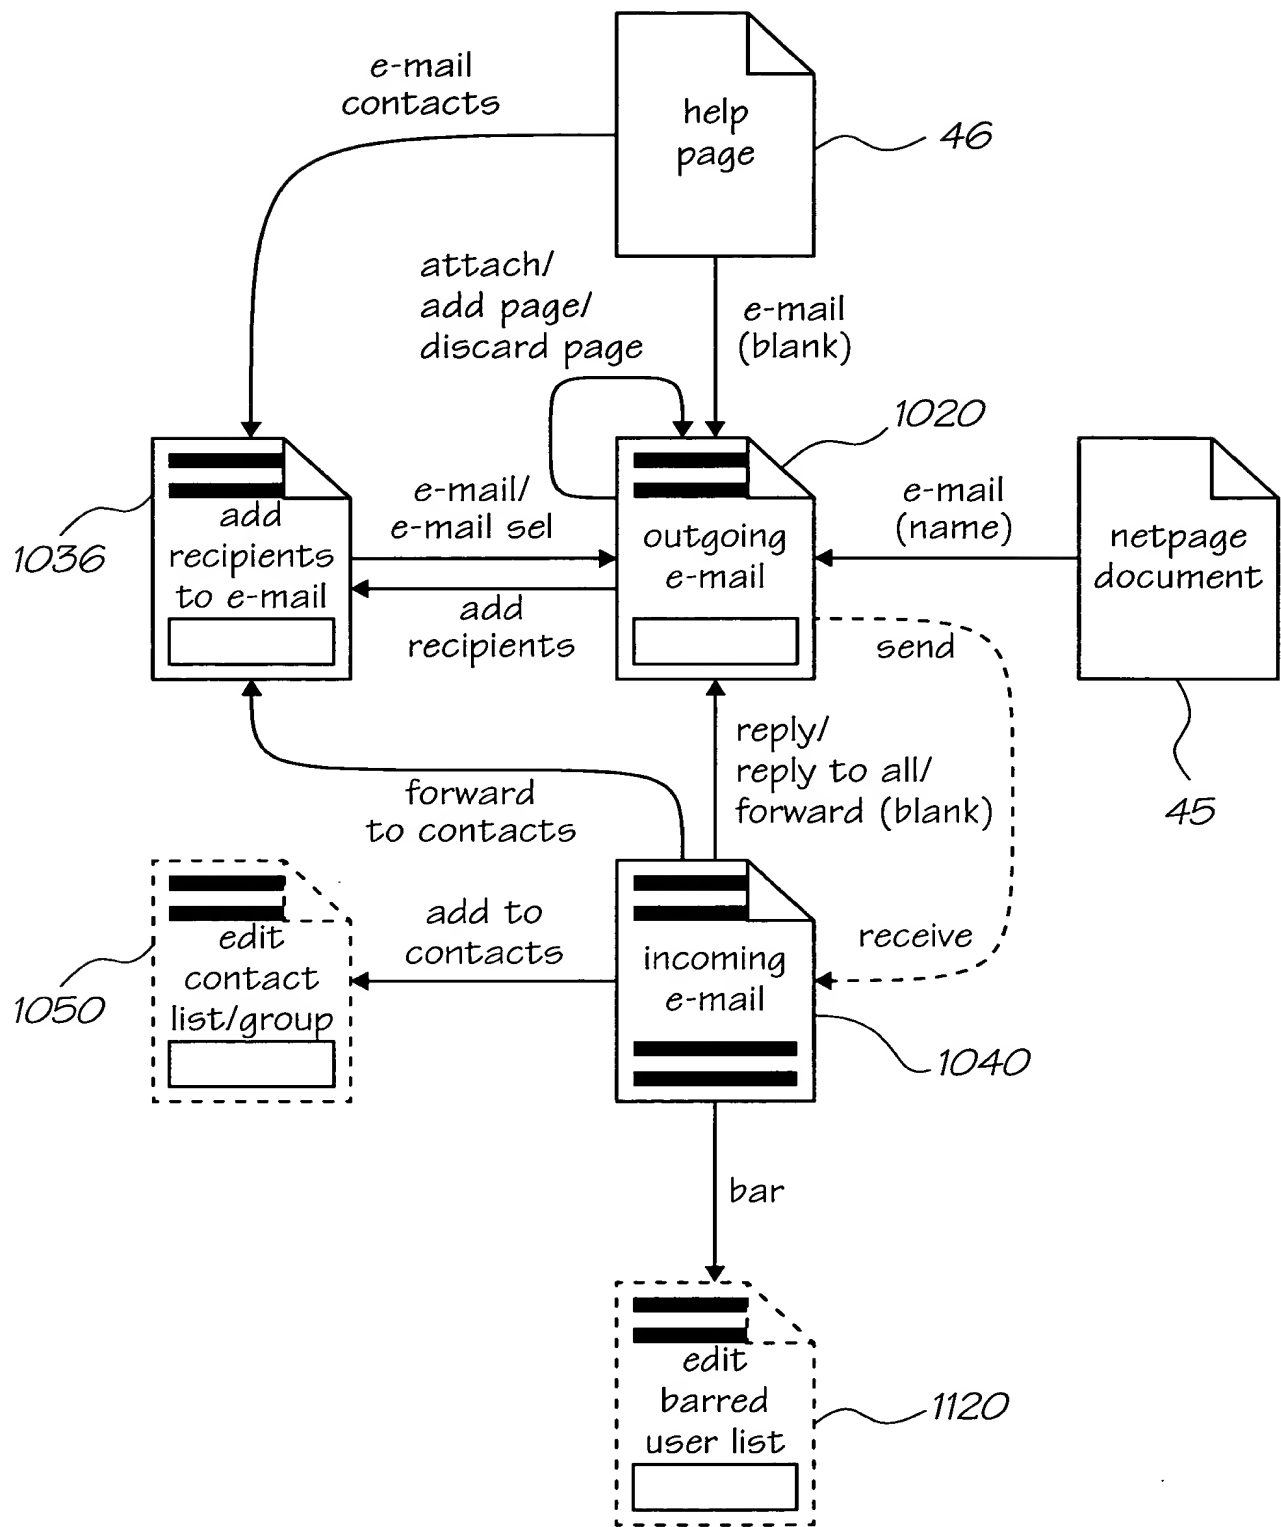 e-mail
contacts
help
page
46
attach/
add page/
discard page
e-mail
(blank)
1020
1036
add
recipients
to e-mail
e-mail/
e-mail sel
add
recipients
outgoing
e-mail
e-mail
(name)
netpage
document
send
45
reply/
reply to all/
forward (blank)
forward
to contacts
1050
edit
contact
list/group
add to
contacts
incoming
e-mail
receive
1040
bar
edit
barred
user list
1120